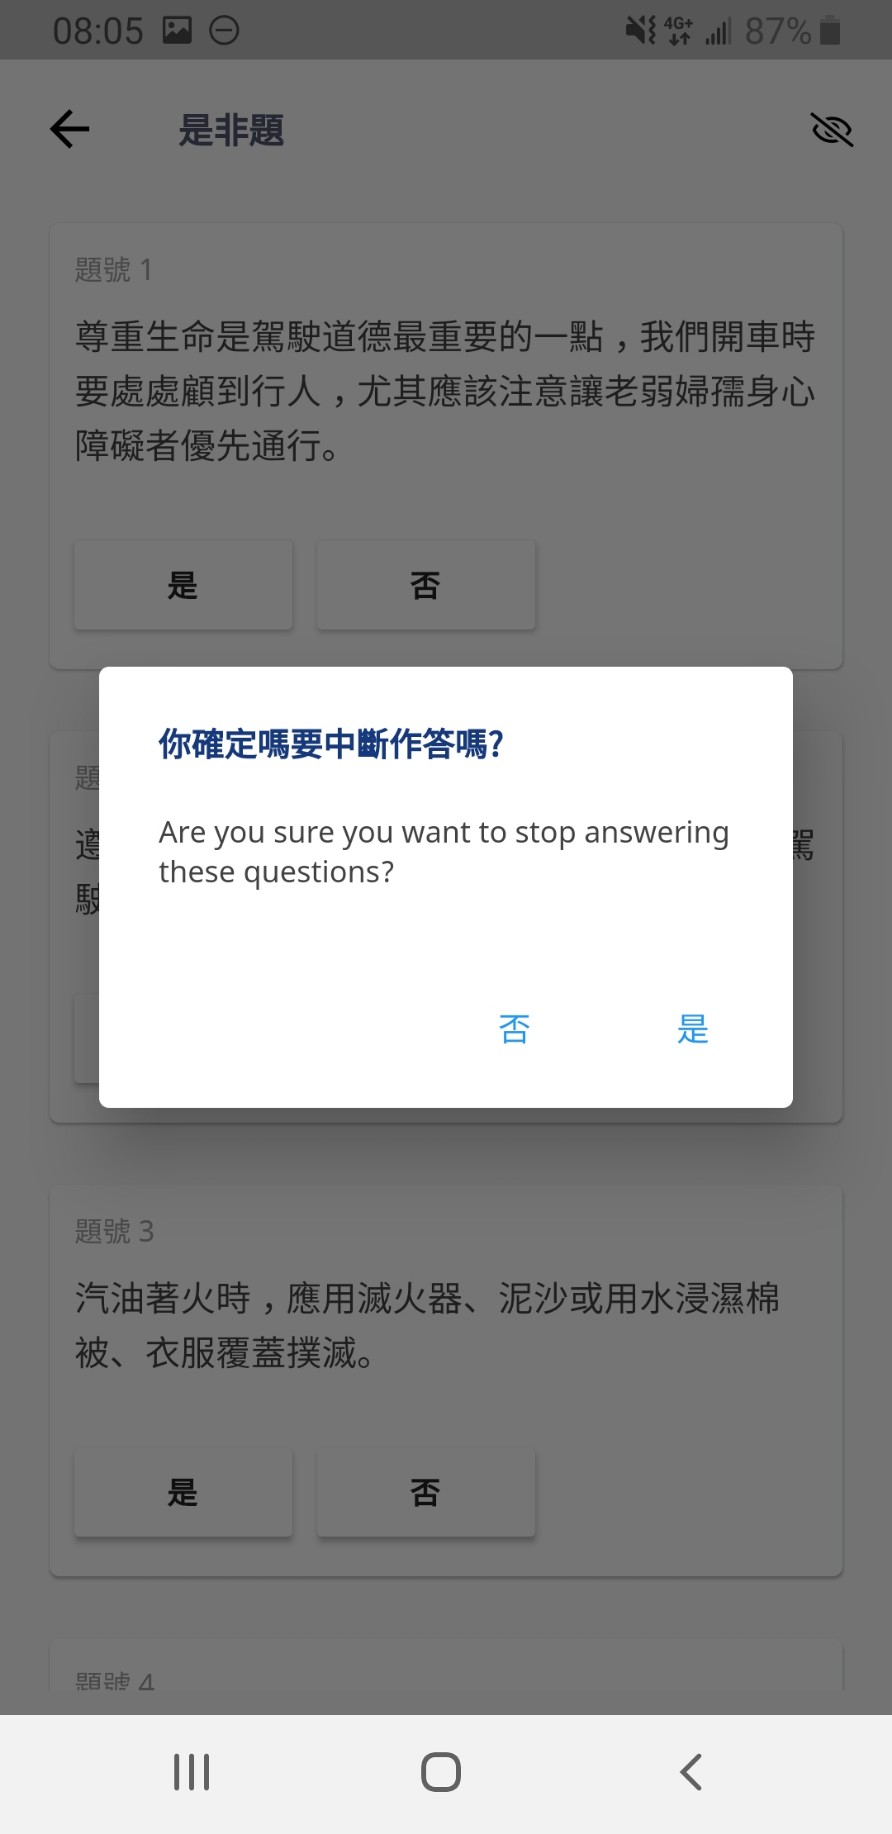 08:05
4G+
87%
是非題
題號 1
尊重生命是駕駛道德最重要的一點，我們開車時
要處處顧到行人，尤其應該注意讓老弱婦孺身心
障礙者優先通行。
是
否
題
遵
駕
駛
你確定嗎要中斷作答嗎?
Are you sure you want to stop answering
these questions?
否
是
題號 3
汽油著火時，應用滅火器、泥沙或用水浸濕棉
被、衣服覆蓋撲滅。
是
否
題號 4